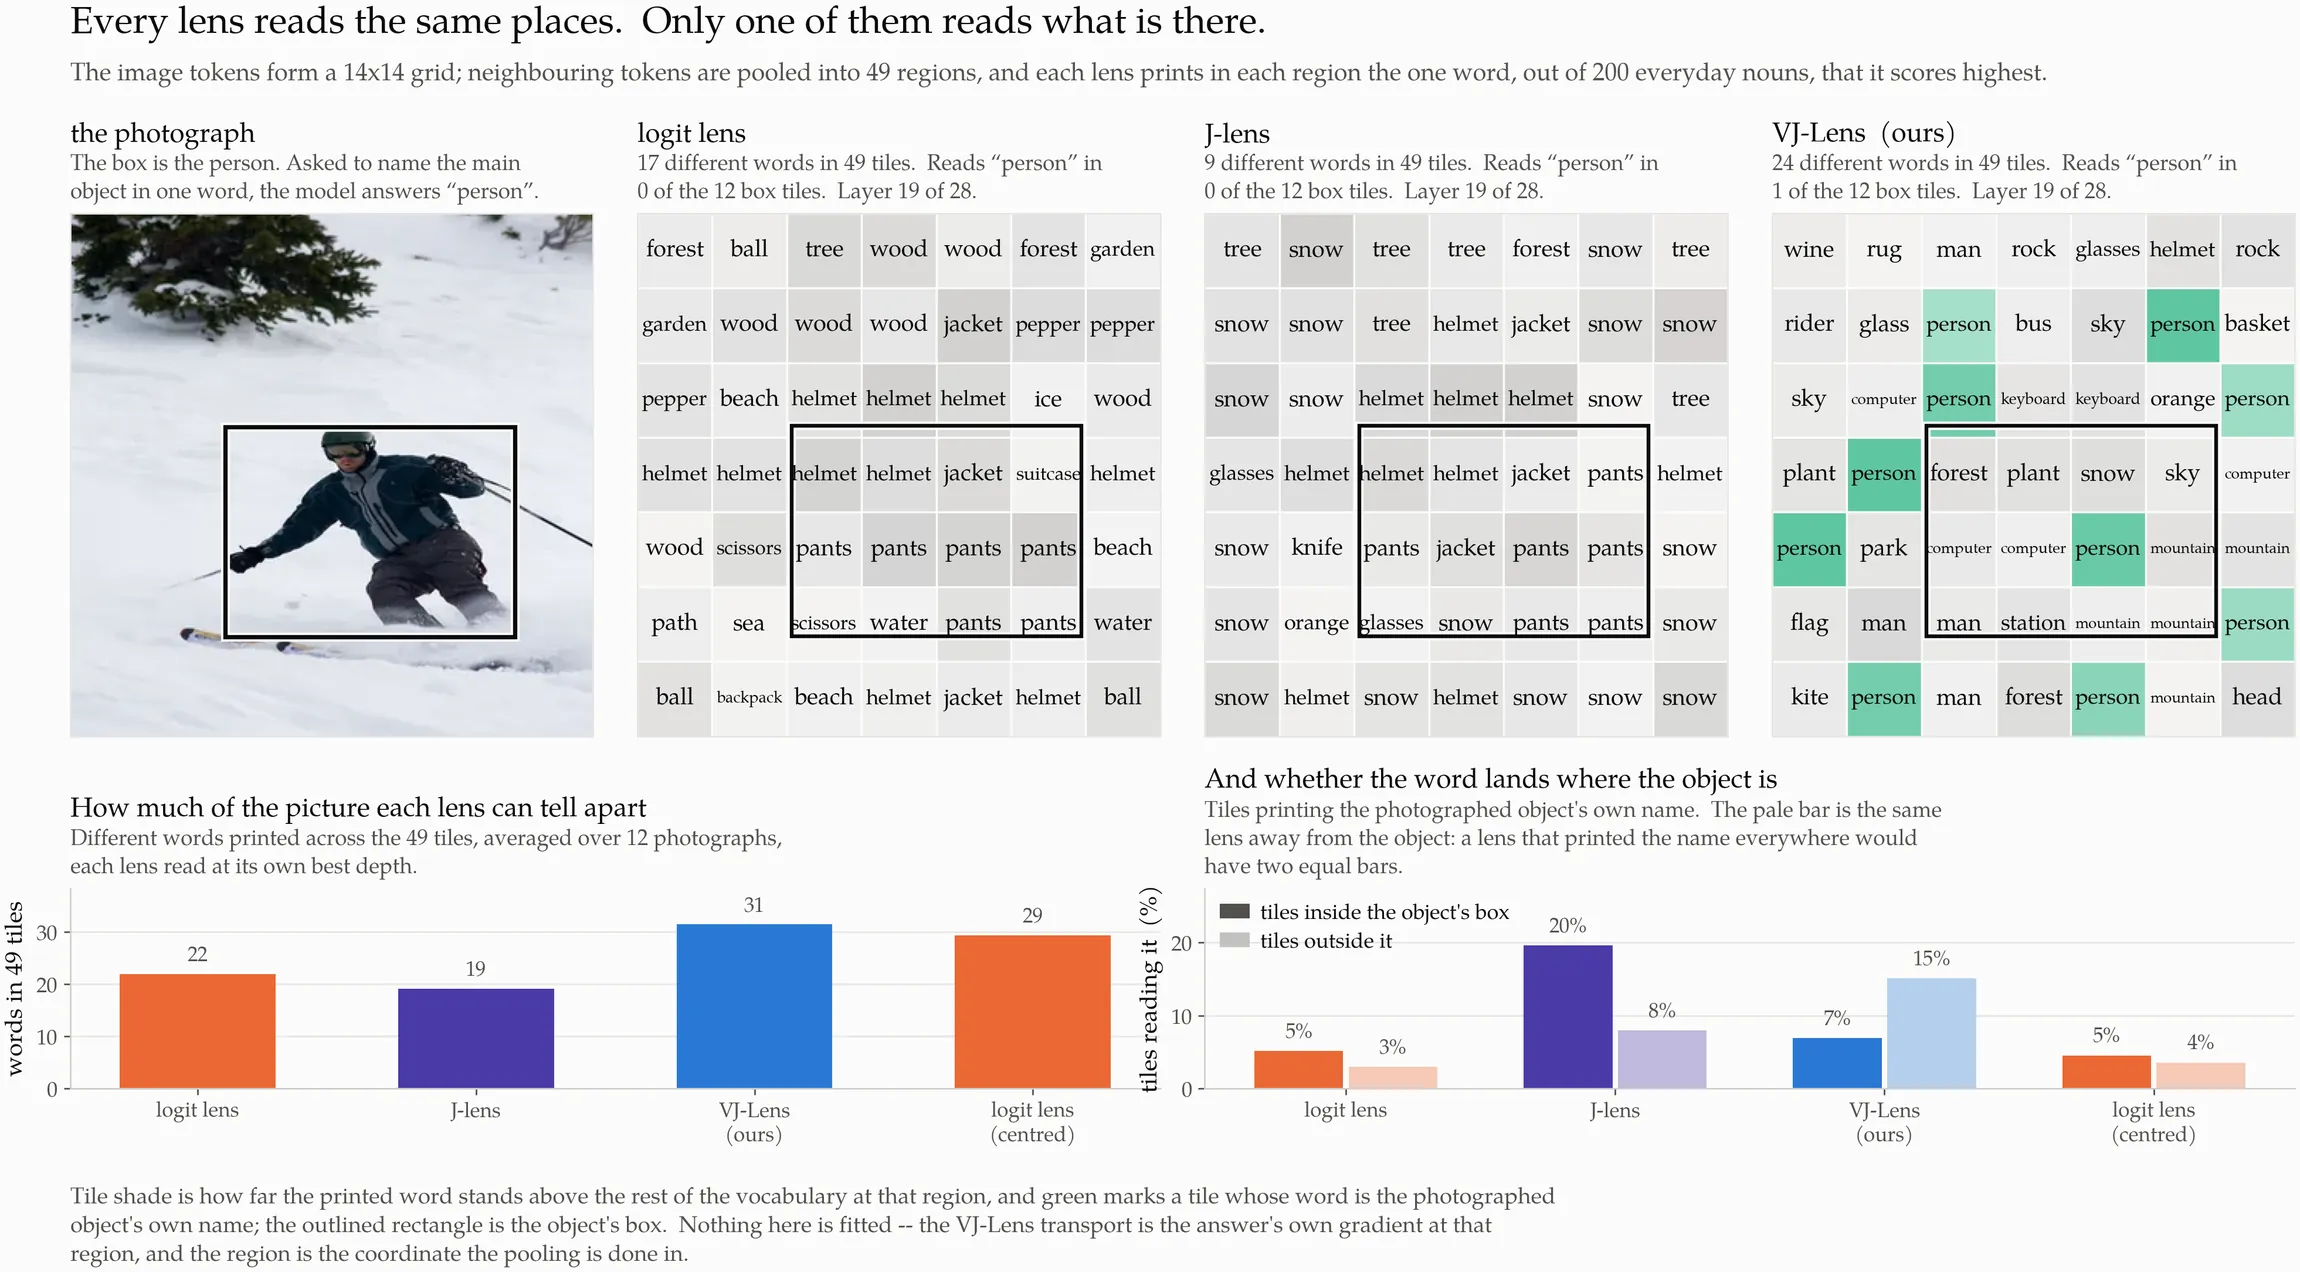 Every lens reads the same places.  Only one of them reads what is there.
The image tokens form a 14x14 grid; neighbouring tokens are pooled into 49 regions, and each lens prints in each region the one word, out of 200 everyday nouns, that it scores highest.
the photograph
The box is the person. Asked to name the main
object in one word, the model answers “person”.
logit lens
17 different words in 49 tiles.  Reads “person” in
0 of the 12 box tiles.  Layer 19 of 28.
forest ball tree wood wood forest garden
garden wood wood wood jacket pepper pepper
pepper beach helmet helmet helmet ice wood
helmet helmet helmet helmet jacket suitcase helmet
wood scissors pants pants pants pants beach
path sea scissors water pants pants water
ball backpack beach helmet jacket helmet ball
J-lens
9 different words in 49 tiles.  Reads “person” in
0 of the 12 box tiles.  Layer 19 of 28.
tree snow tree tree forest snow tree
snow snow tree helmet jacket snow snow
snow snow helmet helmet helmet snow tree
glasses helmet helmet helmet jacket pants helmet
snow knife pants jacket pants pants snow
snow orange glasses snow pants pants snow
snow helmet snow helmet snow snow snow
VJ-Lens (ours)
24 different words in 49 tiles.  Reads “person” in
1 of the 12 box tiles.  Layer 19 of 28.
wine rug man rock glasses helmet rock
rider glass person bus sky person basket
sky computer person keyboard keyboard orange person
plant person forest plant snow sky computer
person park computer computer person mountain mountain
flag man man station mountain mountain person
kite person man forest person mountain head
How much of the picture each lens can tell apart
Different words printed across the 49 tiles, averaged over 12 photographs,
each lens read at its own best depth.
words in 49 tiles
30
20
10
0
22
19
31
29
logit lens
J-lens
VJ-Lens
(ours)
logit lens
(centred)
And whether the word lands where the object is
Tiles printing the photographed object's own name.  The pale bar is the same
lens away from the object: a lens that printed the name everywhere would
have two equal bars.
tiles reading it (%)
20
10
0
tiles inside the object's box
tiles outside it
5%
3%
20%
8%
7%
15%
5%
4%
logit lens
J-lens
VJ-Lens
(ours)
logit lens
(centred)
Tile shade is how far the printed word stands above the rest of the vocabulary at that region, and green marks a tile whose word is the photographed
object's own name; the outlined rectangle is the object's box.  Nothing here is fitted -- the VJ-Lens transport is the answer's own gradient at that
region, and the region is the coordinate the pooling is done in.